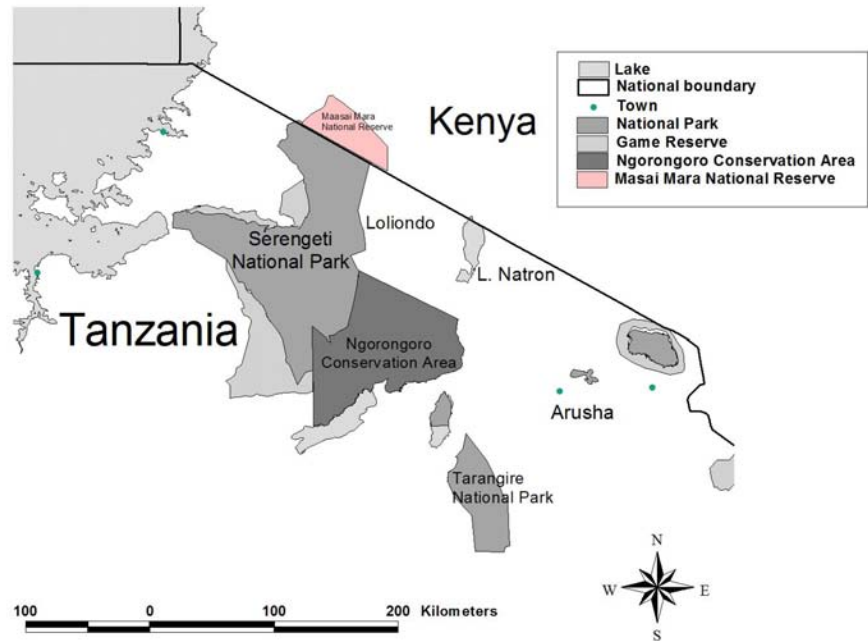 Maasai Mara
National Reserve
Kenya
Lake
National boundary
Town
National Park
Game Reserve
Ngorongoro Conservation Area
Masai Mara National Reserve
Loliondo
Serengeti
National Park
L. Natron
Tanzania
Ngorongoro
Conservation Area
Arusha
Tarangire
National Park
N
W
E
S
100
0
100
200 Kilometers